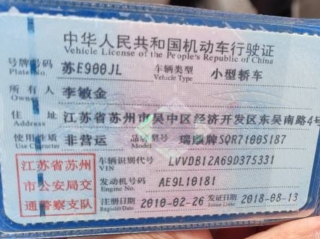 中华人民共和国机动车行驶证
Vehicle License of the People's Republic of China
号牌号码 苏E900JL 车辆类型 小型轿车
Plate No. Vehicle Type
所有人 李敏金
Owner
住址 江苏省苏州市吴中区经济开发区东吴南路4号
Address
使用性质 非营运 品牌型号 瑞麒牌SQR7100S187
Use Character Model
江苏省苏州
市公安局交
通警察支队
车辆识别代号 LVVDB12A69D375331
VIN
发动机号码 AE9L10181
Engine No.
注册日期 2010-02-26 发证日期 2018-08-13
Register Date Issue Date